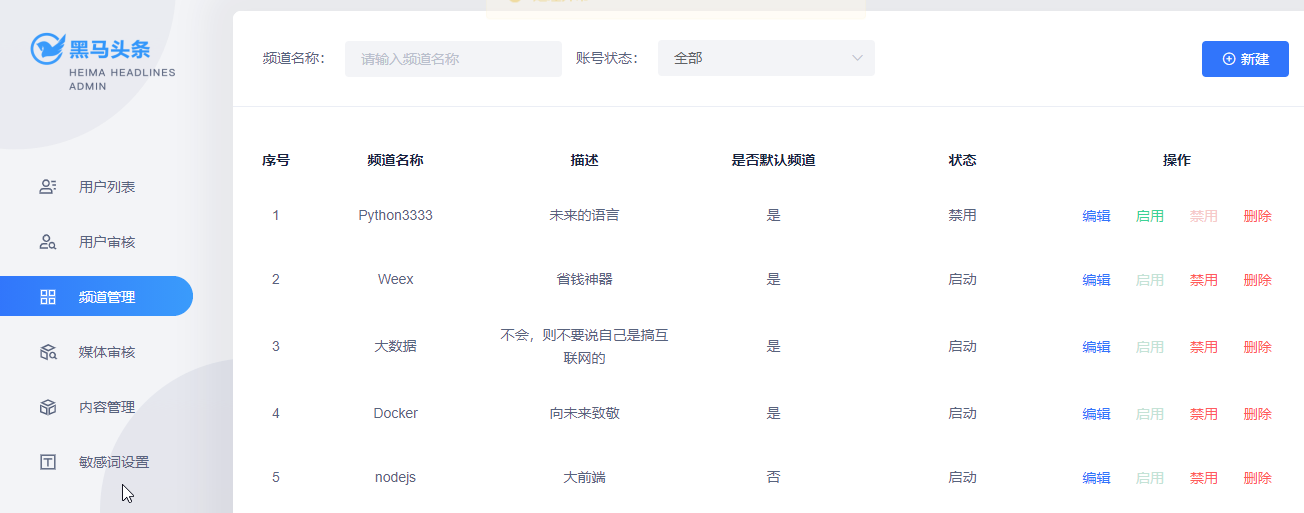 黑马头条
HEIMA HEADLINES
ADMIN
用户列表
用户审核
频道管理
媒体审核
内容管理
敏感词设置
频道名称： 请输入频道名称 账号状态： 全部 新建
序号 频道名称 描述 是否默认频道 状态 操作
1 Python3333 未来的语言 是 禁用 编辑 启用 禁用 删除
2 Weex 省钱神器 是 启动 编辑 启用 禁用 删除
3 大数据 不会，则不要说自己是搞互 是 启动 编辑 启用 禁用 删除
联网的
4 Docker 向未来致敬 是 启动 编辑 启用 禁用 删除
5 nodejs 大前端 否 启动 编辑 启用 禁用 删除